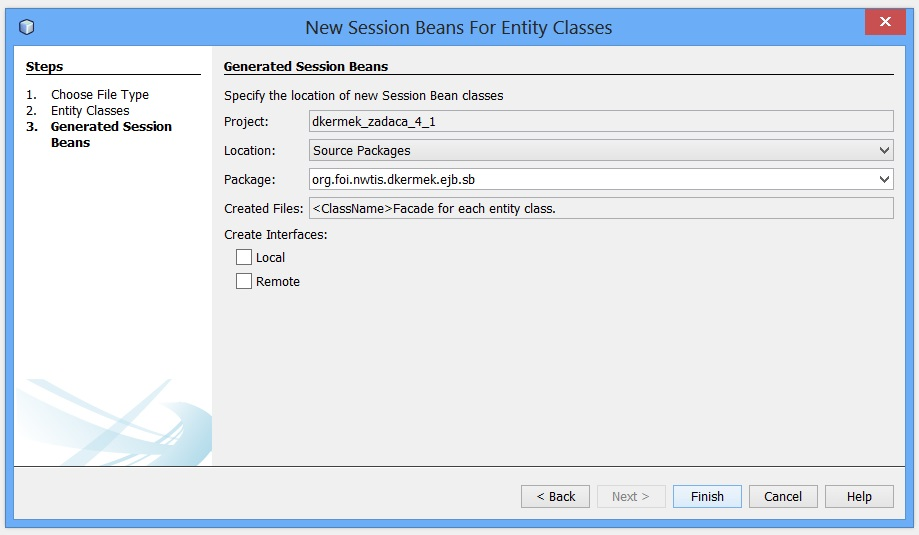 New Session Beans For Entity Classes
Steps
1. Choose File Type
2. Entity Classes
3. Generated Session
Beans
Generated Session Beans
Specify the location of new Session Bean classes
Project: dkermek_zadaca_4_1
Location: Source Packages
Package: org.foi.nwtis.dkermek.ejb.sb
Created Files: <ClassName>Facade for each entity class.
Create Interfaces:
Local
Remote
< Back Next > Finish Cancel Help